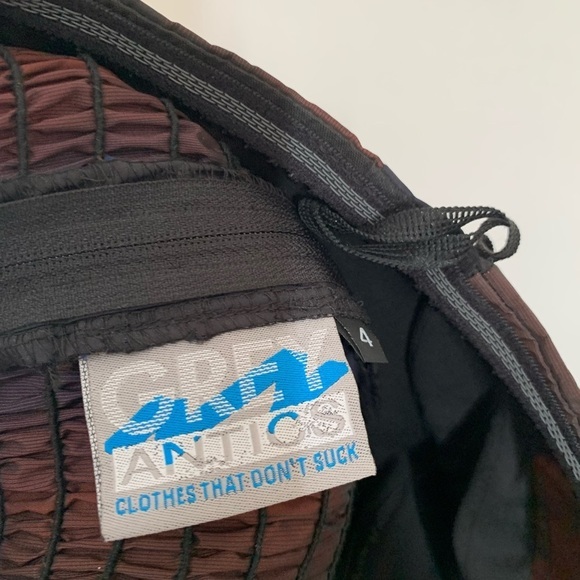 GREY
ANTICS
CLOTHES THAT DON'T SUCK
4